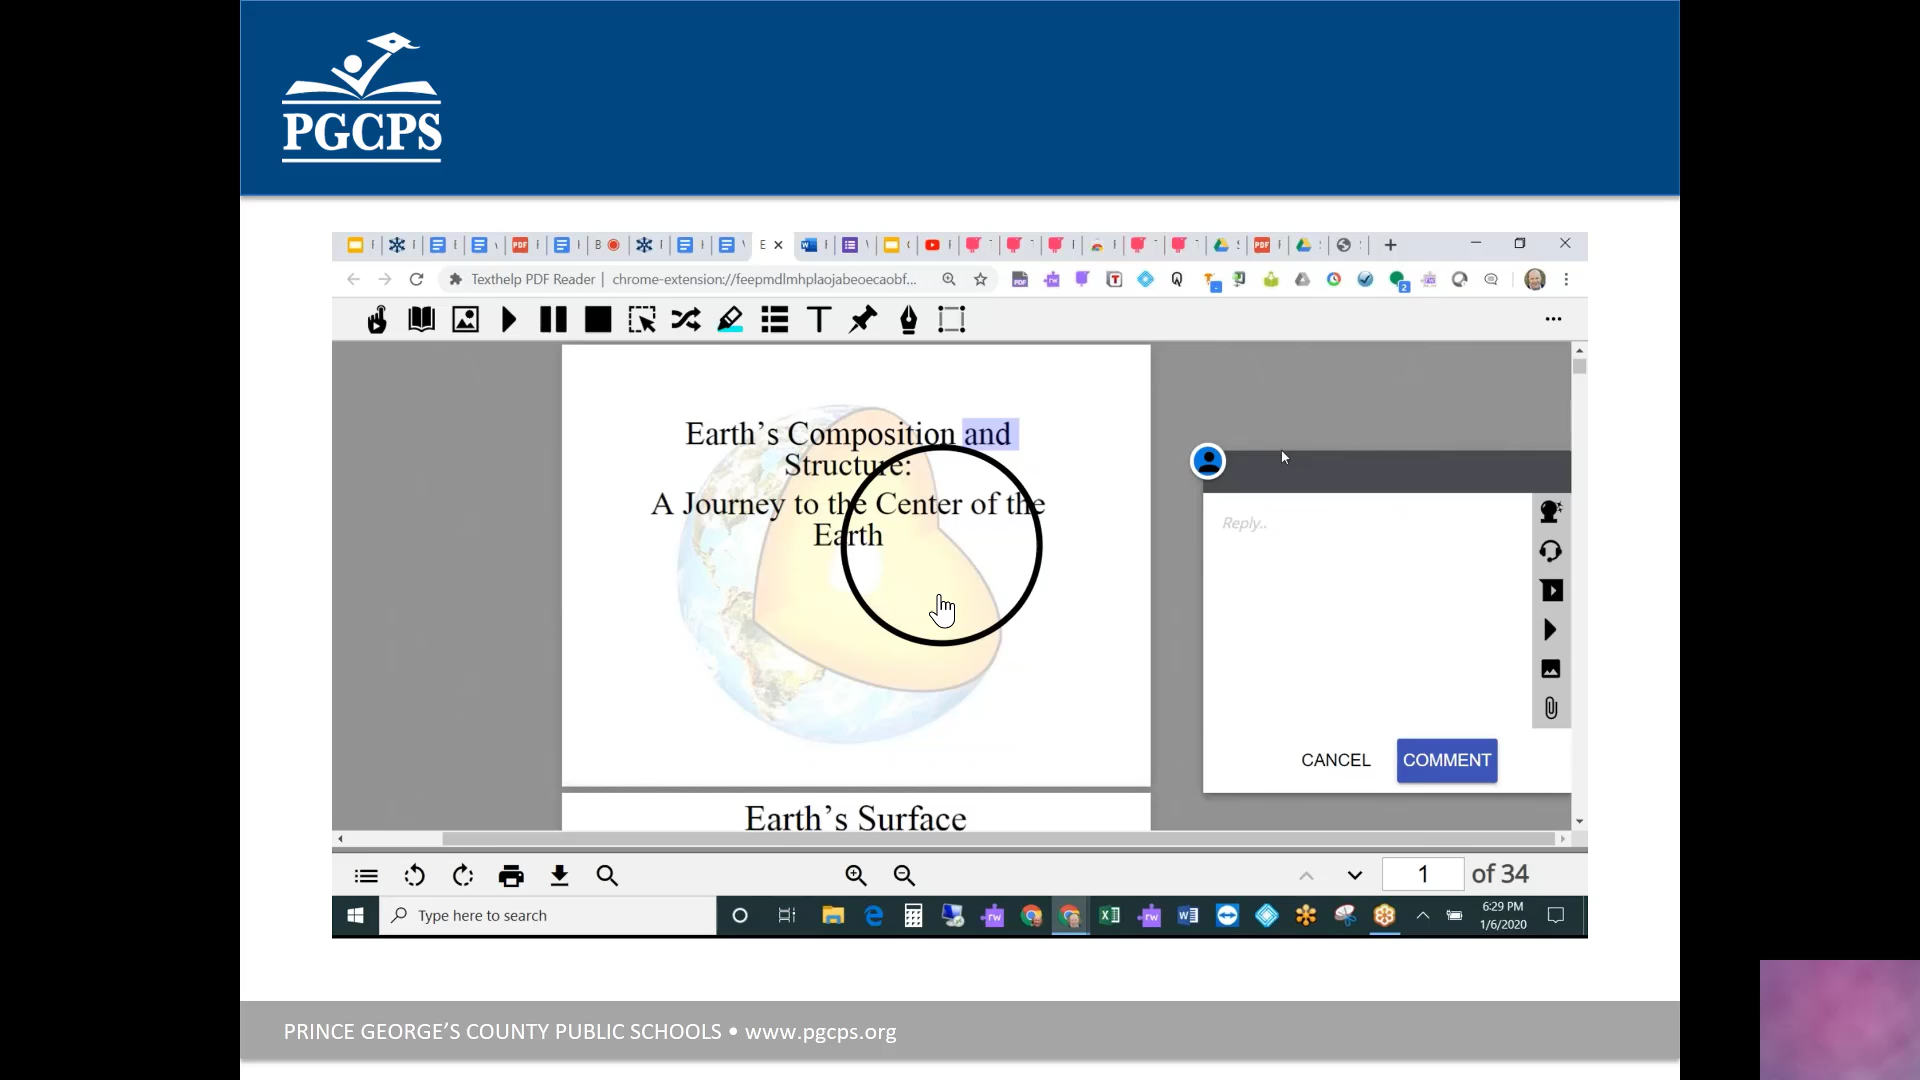 PGCPS
Texthelp PDF Reader | chrome-extension://feepmdlmhplaojabeoecaobf...
Earth’s Composition and
Structure:
A Journey to the Center of the
Earth
Reply..
CANCEL COMMENT
Earth’s Surface
1 of 34
Type here to search
6:29 PM
1/6/2020
PRINCE GEORGE’S COUNTY PUBLIC SCHOOLS • www.pgcps.org